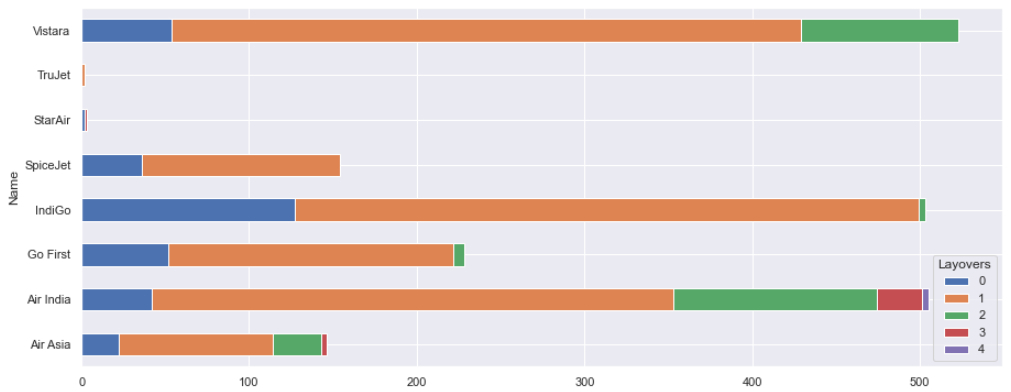 Name
Vistara
TruJet
StarAir
SpiceJet
IndiGo
Go First
Air India
Air Asia
Layovers
0
1
2
3
4
0 100 200 300 400 500